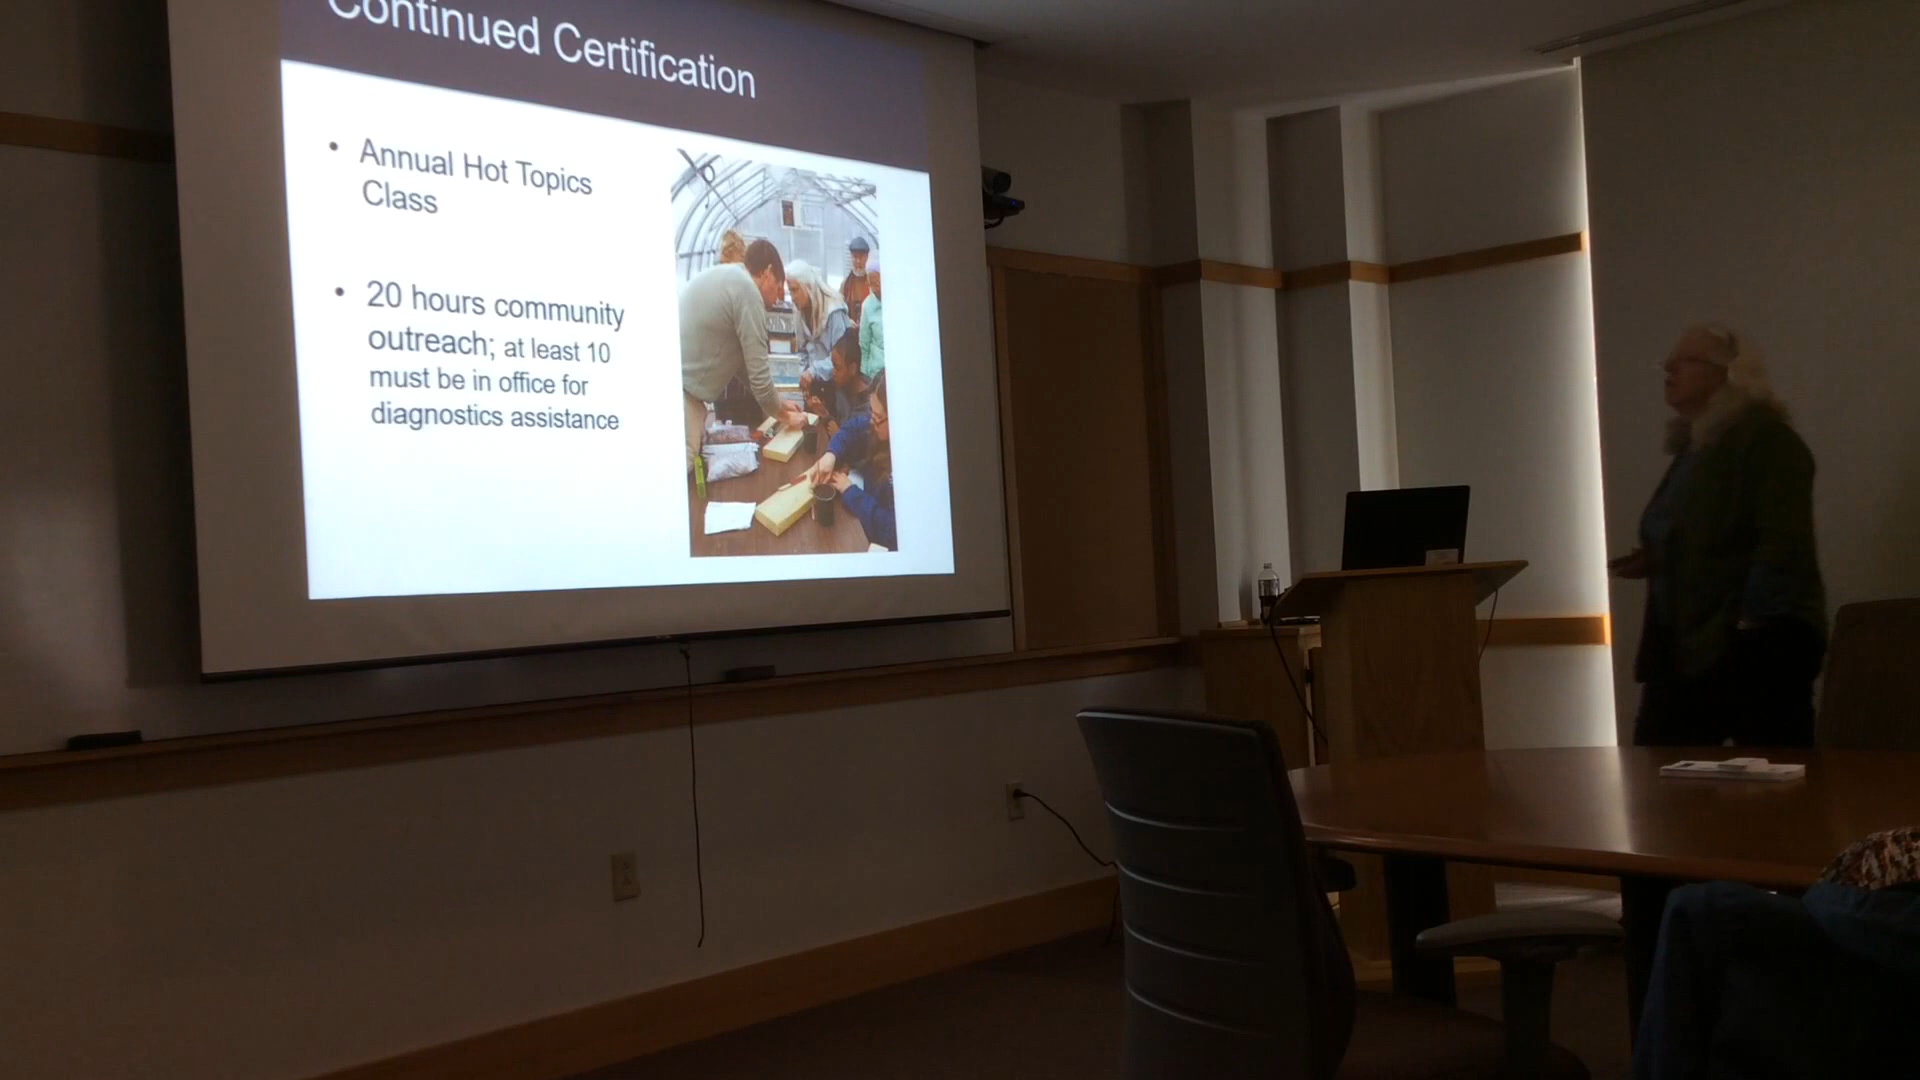 Continued Certification
• Annual Hot Topics
Class
• 20 hours community
outreach; at least 10
must be in office for
diagnostics assistance